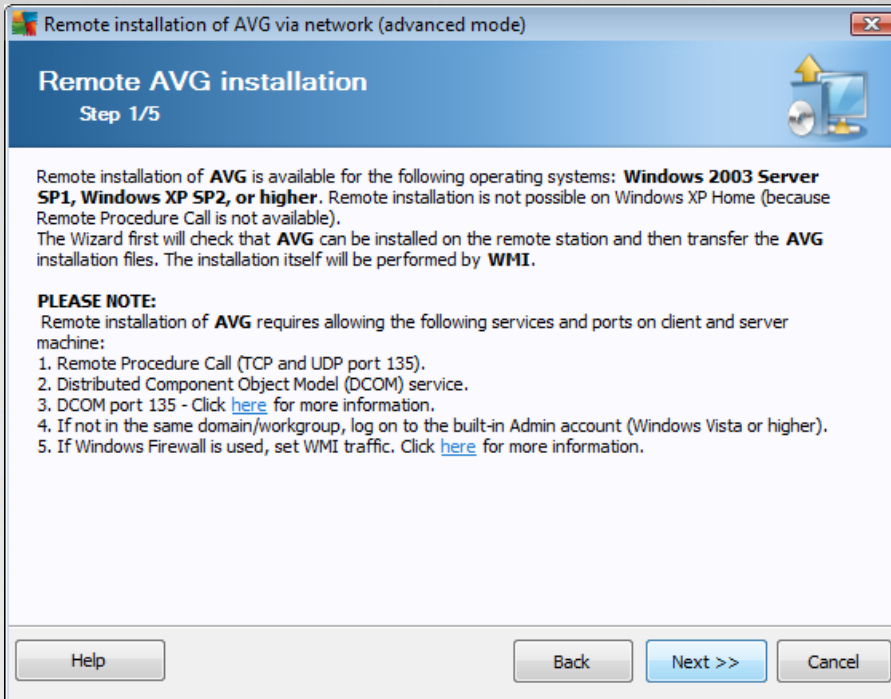 Remote installation of AVG via network (advanced mode)
Remote AVG installation
Step 1/5
Remote installation of AVG is available for the following operating systems: Windows 2003 Server
SP1, Windows XP SP2, or higher. Remote installation is not possible on Windows XP Home (because
Remote Procedure Call is not available).
The Wizard first will check that AVG can be installed on the remote station and then transfer the AVG
installation files. The installation itself will be performed by WMI.
PLEASE NOTE:
Remote installation of AVG requires allowing the following services and ports on client and server
machine:
1. Remote Procedure Call (TCP and UDP port 135).
2. Distributed Component Object Model (DCOM) service.
3. DCOM port 135 - Click here for more information.
4. If not in the same domain/workgroup, log on to the built-in Admin account (Windows Vista or higher).
5. If Windows Firewall is used, set WMI traffic. Click here for more information.
Help
Back
Next >>
Cancel